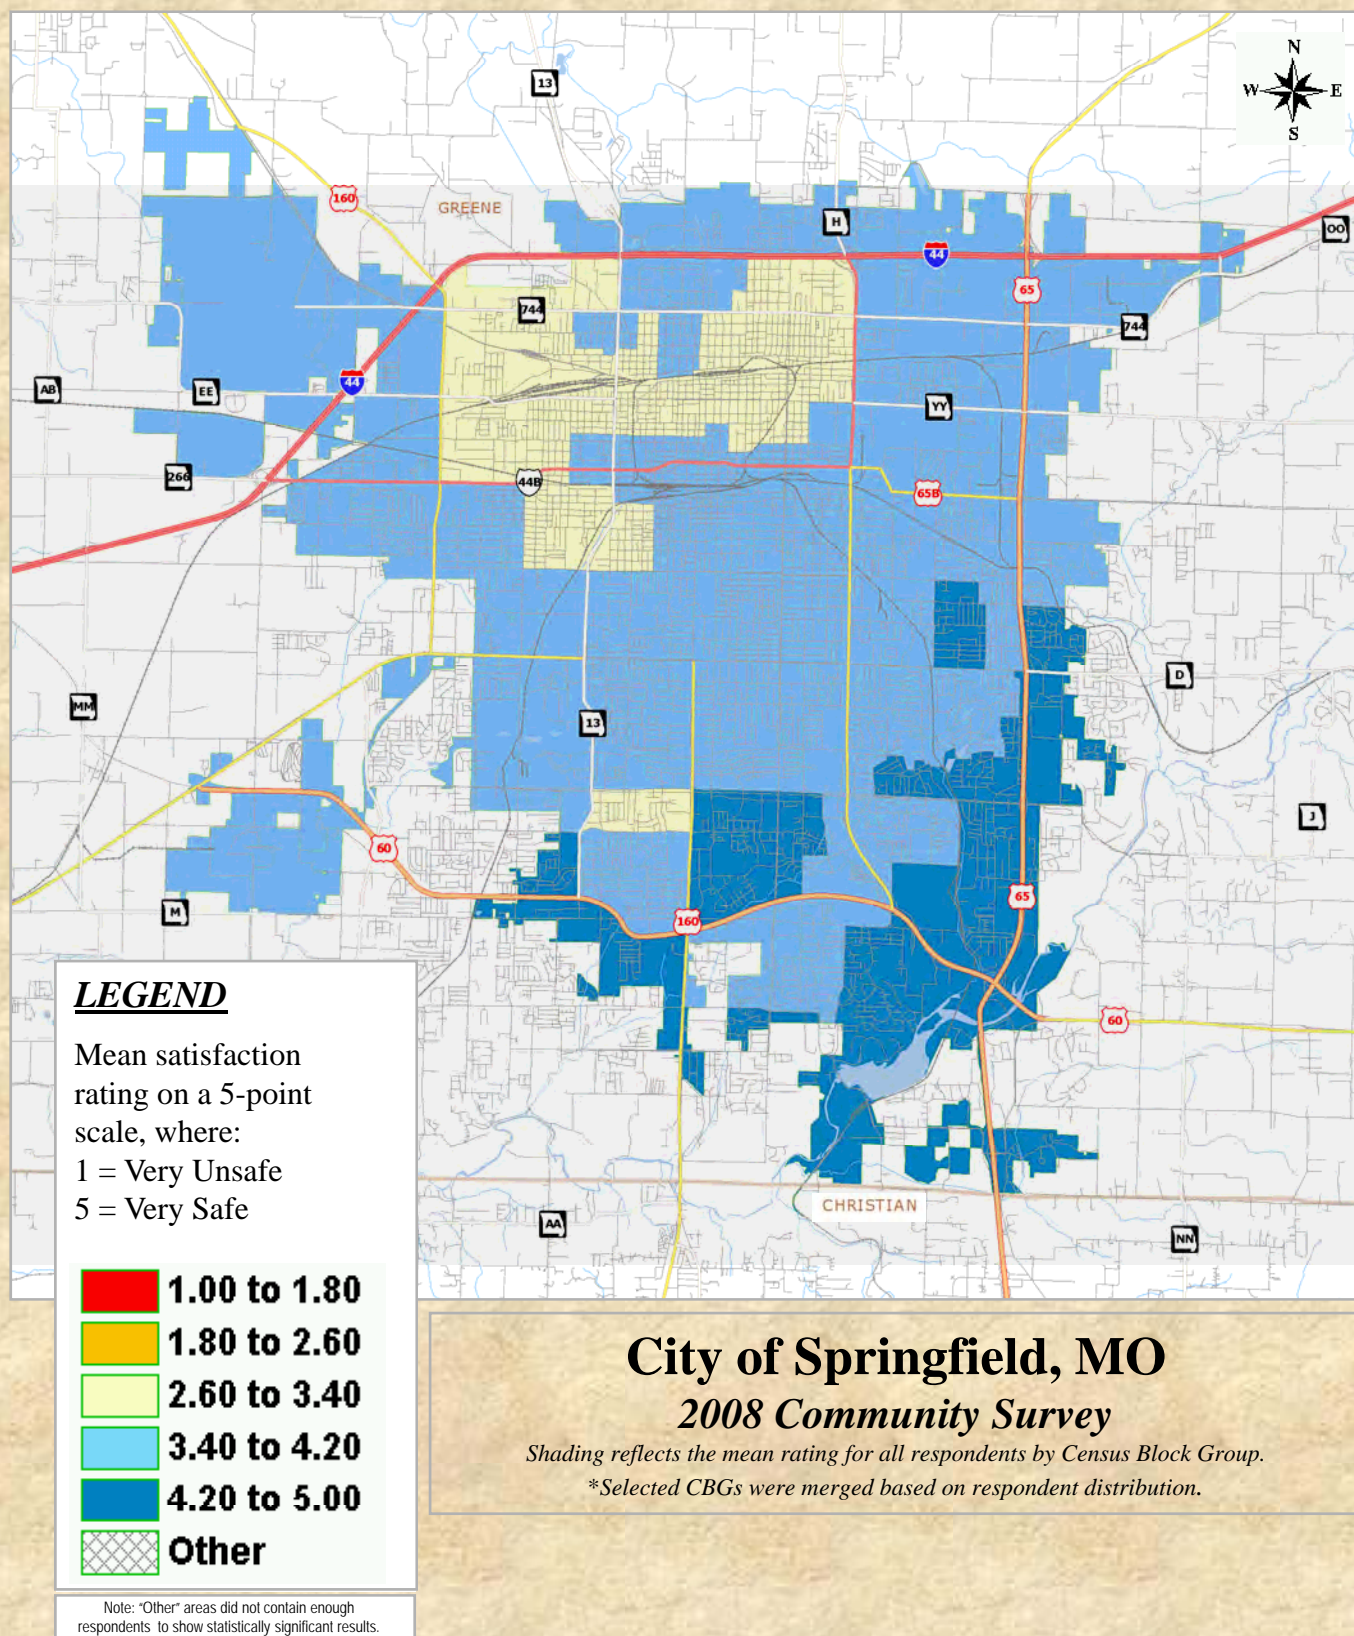 N
W E
S
13
160
GREENE
H
OO
44
65
744
744
44
AB
EE
YY
266
44B
65B
D
MM
13
J
60
65
M
160
60
CHRISTIAN
AA
NN
LEGEND
Mean satisfaction
rating on a 5-point
scale, where:
1 = Very Unsafe
5 = Very Safe
1.00 to 1.80
1.80 to 2.60
2.60 to 3.40
3.40 to 4.20
4.20 to 5.00
Other
Note: “Other” areas did not contain enough
respondents to show statistically significant results.
City of Springfield, MO
2008 Community Survey
Shading reflects the mean rating for all respondents by Census Block Group.
*Selected CBGs were merged based on respondent distribution.